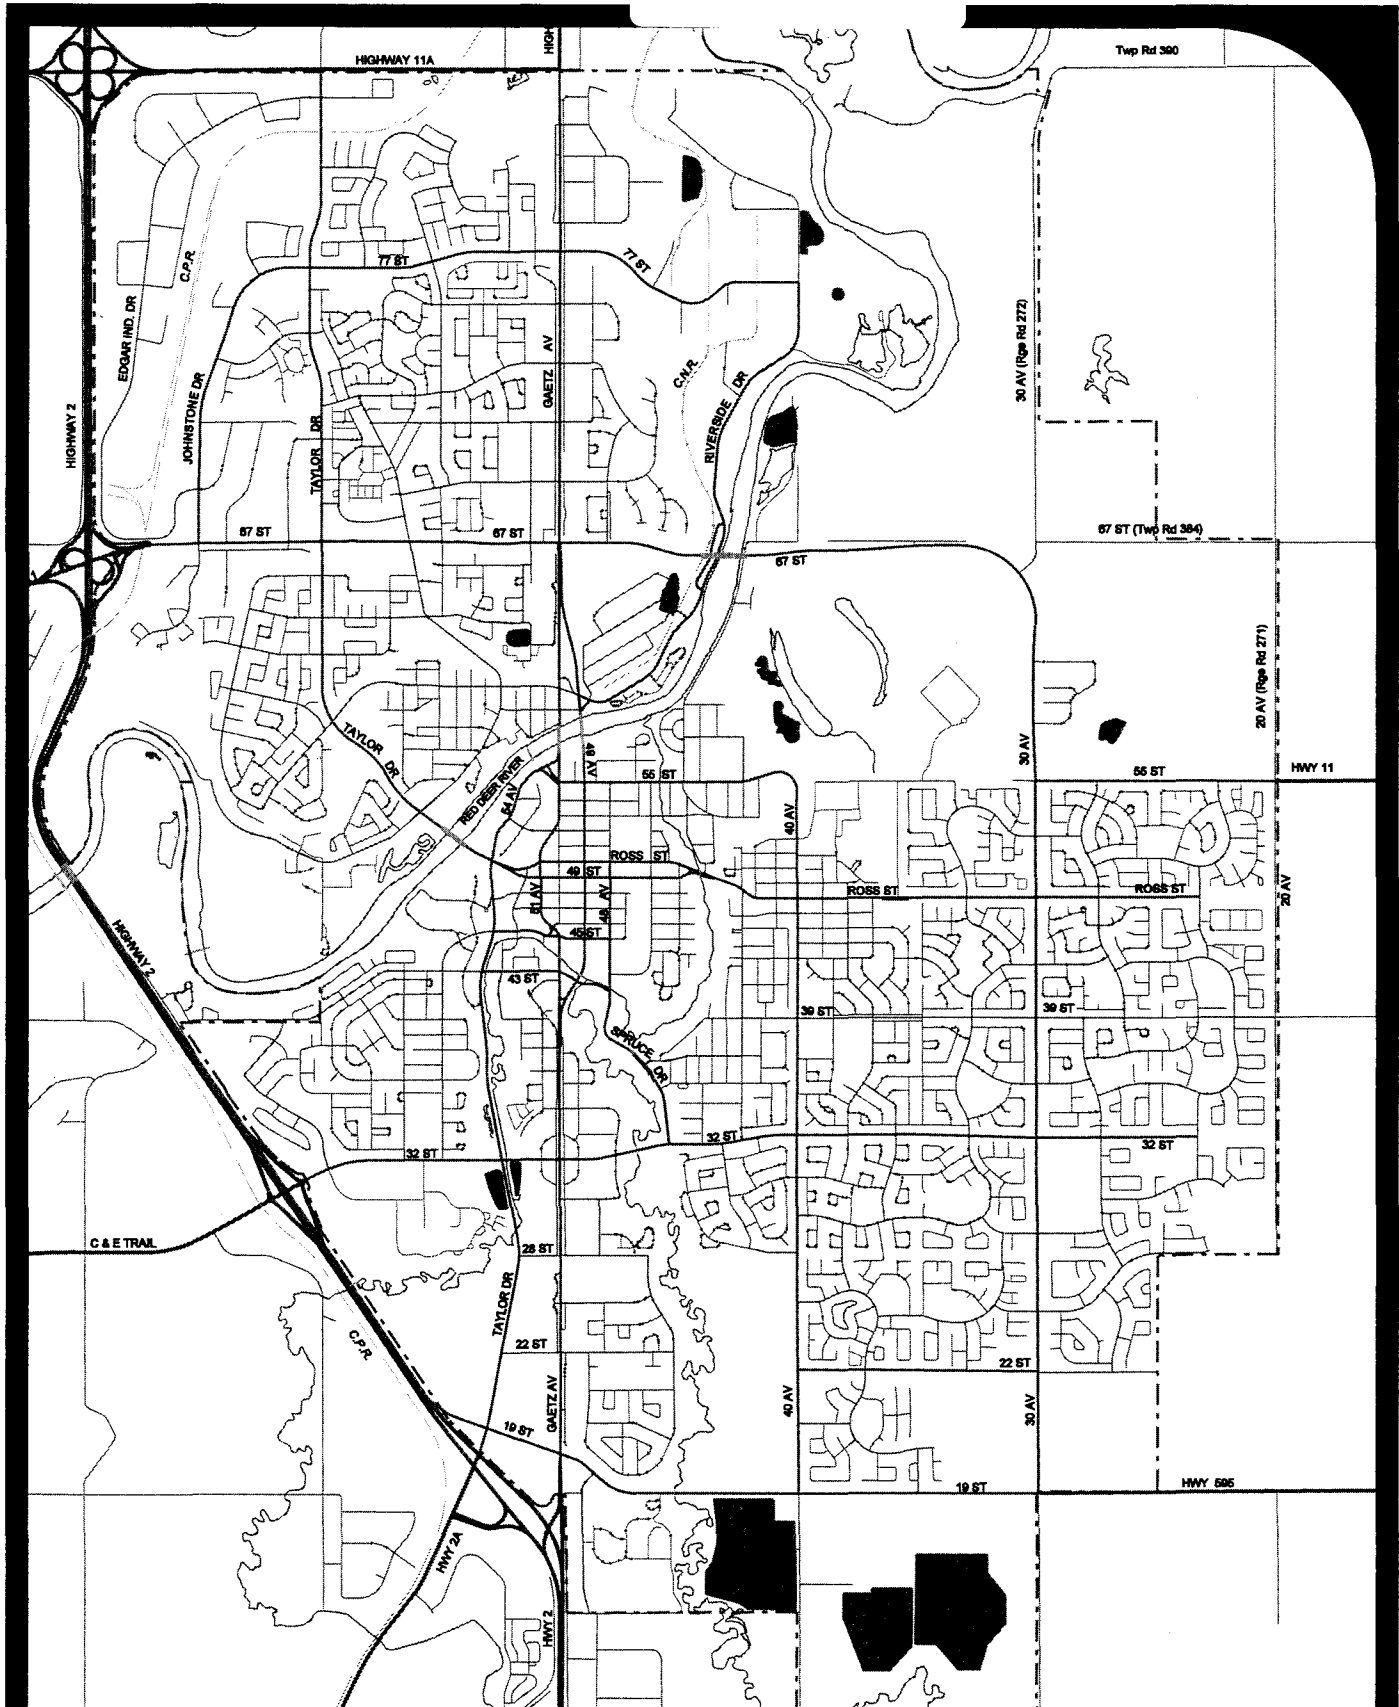 HIGH
Twp Rd 390
HIGHWAY 11A
77 ST
77 ST
C.P.R.
EDGAR IND. DR
30 AV (Rge Rd 272)
GAETZ AV
C.N.R.
RIVERSIDE DR
JOHNSTONE DR
HIGHWAY 2
TAYLOR DR
67 ST
67 ST
67 ST (Twp Rd 384)
67 ST
20 AV (Rge Rd 271)
TAYLOR DR
49 AV
30 AV
RED DEER RIVER
55 ST
55 ST
HWY 11
54 AV
40 AV
ROSS ST
49 ST
ROSS ST
ROSS ST
51 AV
48 AV
20 AV
45 ST
HIGHWAY 2
43 ST
39 ST
39 ST
SPRUCE DR
32 ST
32 ST
32 ST
C & E TRAIL
28 ST
TAYLOR DR
C.P.R.
22 ST
22 ST
GAETZ AV
40 AV
30 AV
19 ST
19 ST
HWY 595
HWY 2A
HWY 2